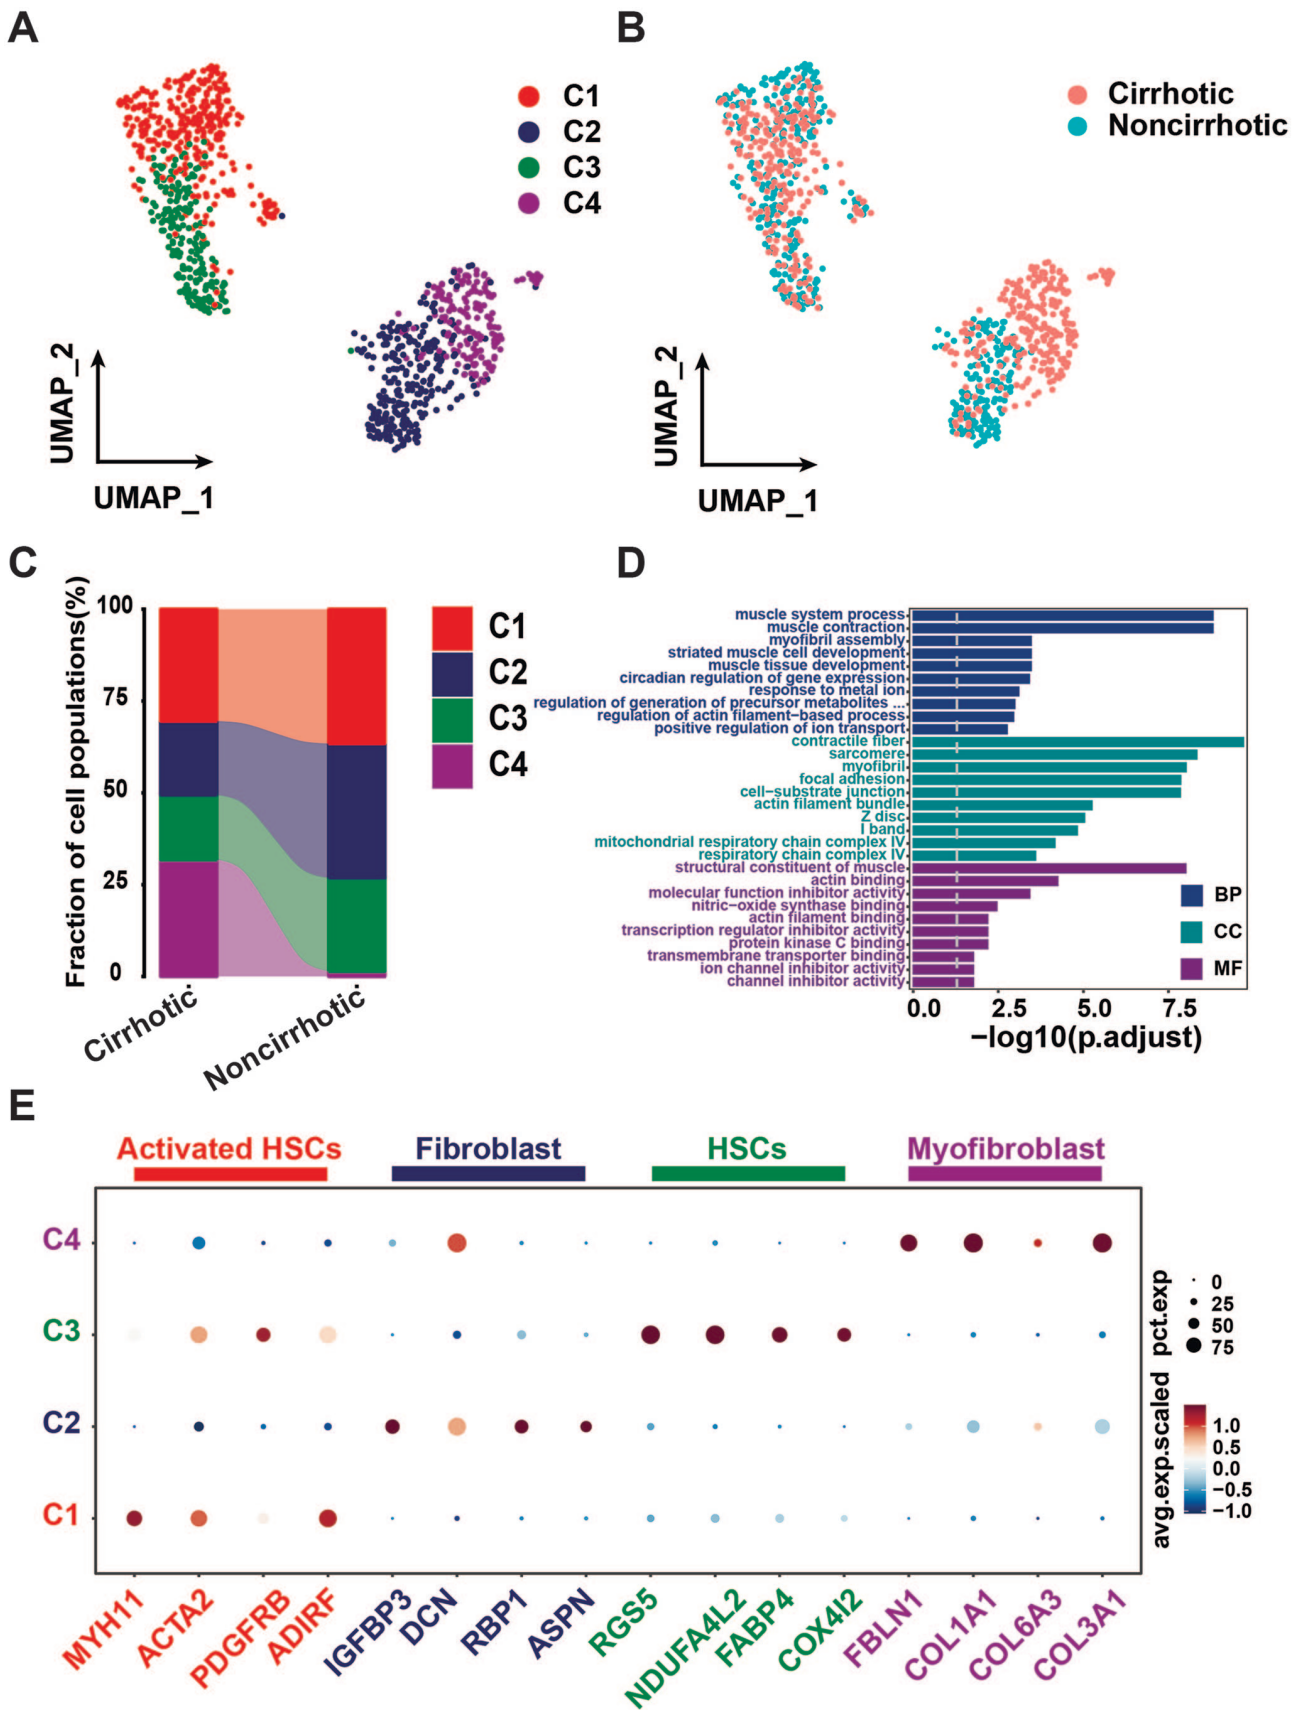 A
C1
C2
C3
C4
UMAP_2
UMAP_1
B
Cirrhotic
Noncirrhotic
UMAP_2
UMAP_1
C
Fraction of cell populations(%)
100
75
50
25
0
Cirrhotic
Noncirrhotic
C1
C2
C3
C4
D
muscle system process
muscle contraction
myofibril assembly
striated muscle cell development
muscle tissue development
circadian regulation of gene expression
response to metal ion
regulation of generation of precursor metabolites ...
regulation of actin filament−based process
positive regulation of ion transport
contractile fiber
sarcomere
myofibril
focal adhesion
cell−substrate junction
actin filament bundle
Z disc
I band
mitochondrial respiratory chain complex IV
respiratory chain complex IV
structural constituent of muscle
actin binding
molecular function inhibitor activity
nitric−oxide synthase binding
actin filament binding
transcription regulator inhibitor activity
protein kinase C binding
transmembrane transporter binding
ion channel inhibitor activity
channel inhibitor activity
BP
CC
MF
0.0 2.5 5.0 7.5
−log10(p.adjust)
E
Activated HSCs Fibroblast HSCs Myofibroblast
C4
C3
C2
C1
MYH11 ACTA2 PDGFRB ADIRF IGFBP3 DCN RBP1 ASPN RGS5 NDUFA4L2 FABP4 COX4I2 FBLN1 COL1A1 COL6A3 COL3A1
pct.exp
0
25
50
75
avg.exp.scaled
1.0
0.5
0.0
−0.5
−1.0